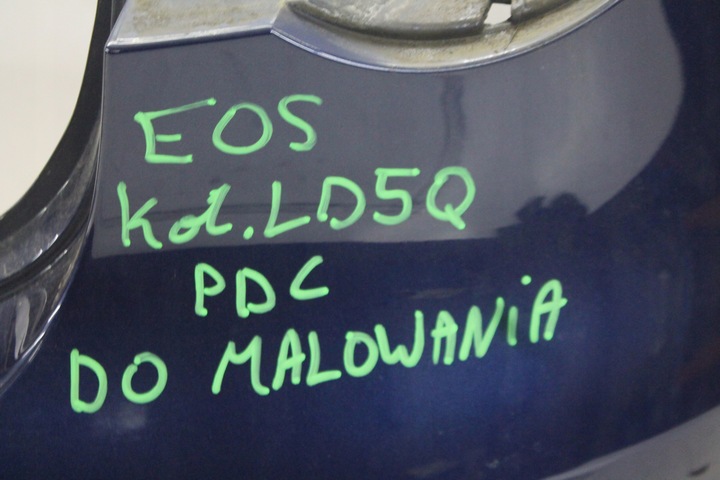 EOS
Kol.LD5Q
PDC
DO MALOWANiA